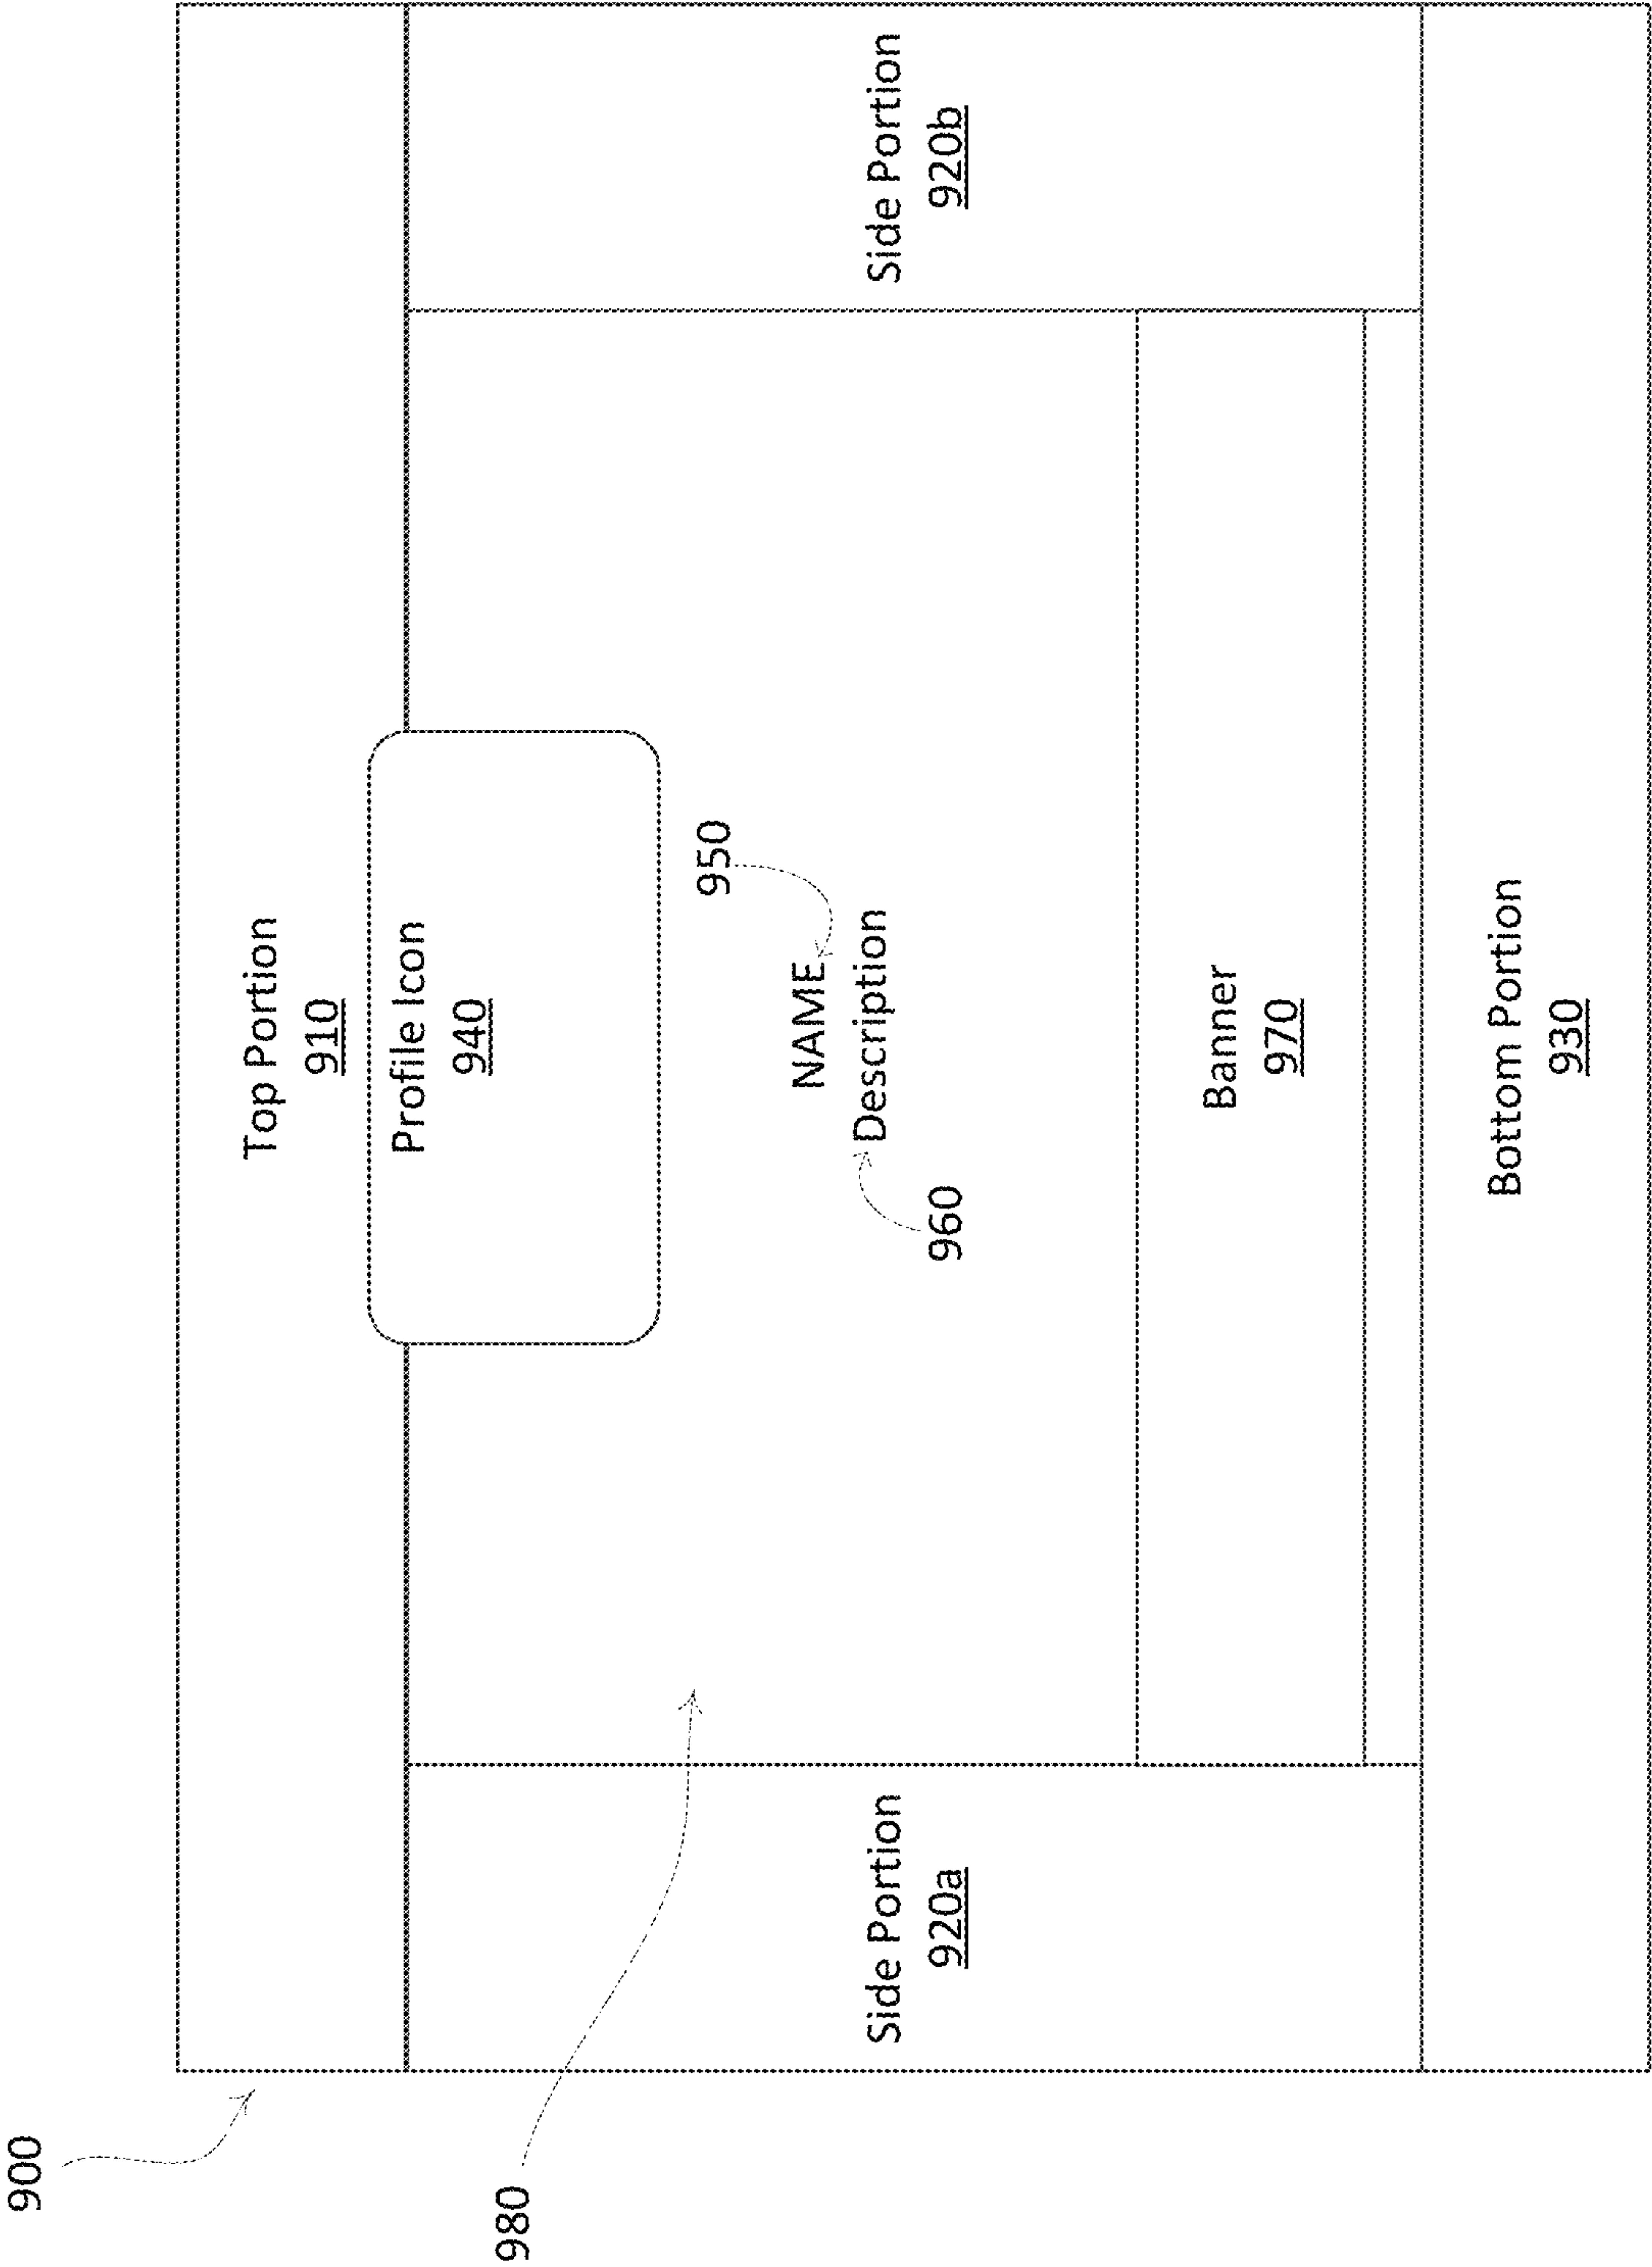 900
Top Portion
910
Profile Icon
940
980
950
NAME
Description
960
Side Portion
920a
Side Portion
920b
Banner
970
Bottom Portion
930